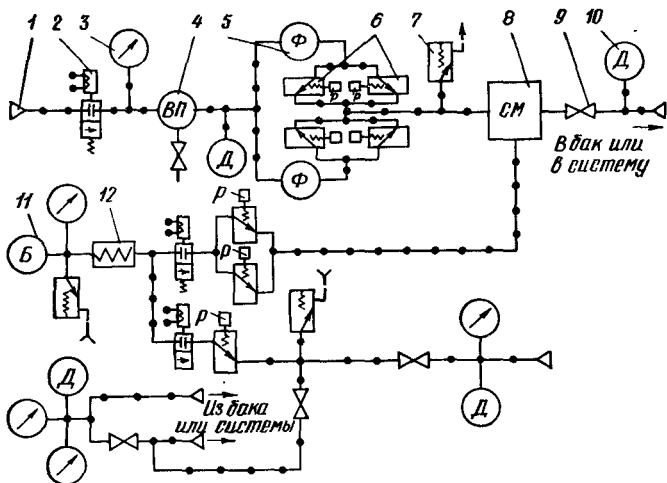 1 2 3 4 5 6 7 8 9 10
Ф
Д
р р
ВП
СМ
Д
В бак или
в систему
Ф
11 12
р
Б
р
р
Д
Из бака
или системы
Д